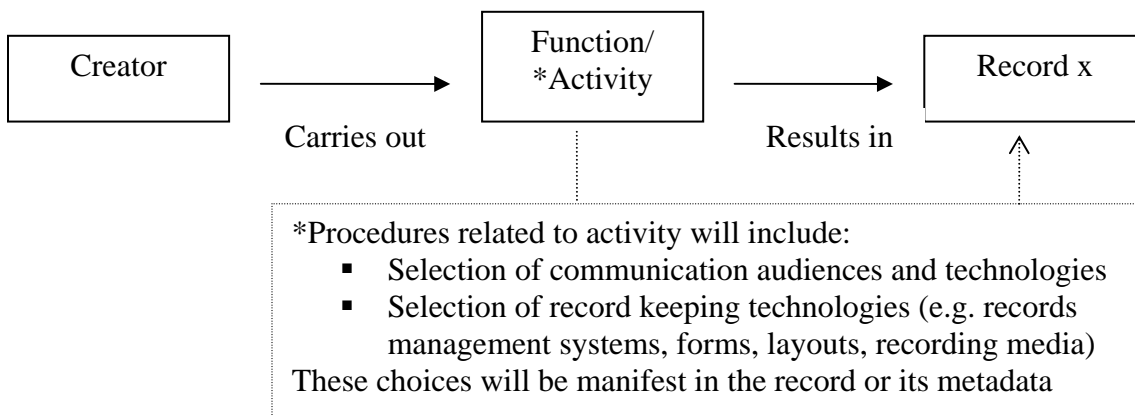 Creator
Function/
*Activity
Record x
Carries out
Results in
*Procedures related to activity will include:
▪ Selection of communication audiences and technologies
▪ Selection of record keeping technologies (e.g. records
management systems, forms, layouts, recording media)
These choices will be manifest in the record or its metadata